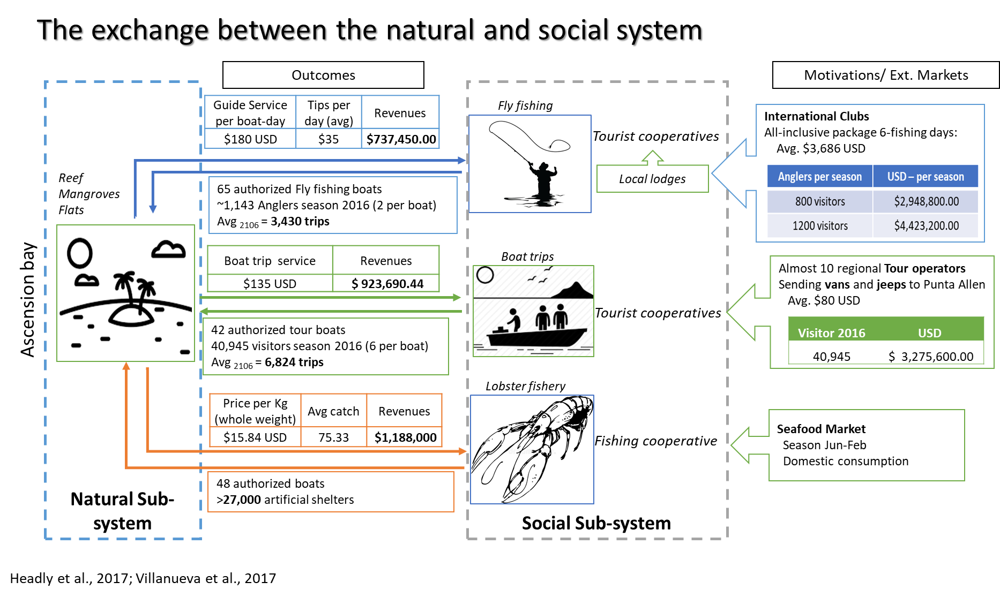 The exchange between the natural and social system
Outcomes
Motivations/ Ext. Markets
Guide Service
per boat-day
Tips per
day (avg)
Revenues
$180 USD
$35
$737,450.00
Reef
Mangroves
Flats
65 authorized Fly fishing boats
~1,143 Anglers season 2016 (2 per boat)
Avg 2106 = 3,430 trips
Boat trip  service
Revenues
$135 USD
$ 923,690.44
42 authorized tour boats
40,945 visitors season 2016 (6 per boat)
Avg 2106 = 6,824 trips
Price per Kg
(whole weight)
Avg catch
Revenues
$15.84 USD
75.33
$1,188,000
48 authorized boats
>27,000 artificial shelters
Ascension bay
Natural Sub-
system
Fly fishing
Tourist cooperatives
Local lodges
Boat trips
Tourist cooperatives
Lobster fishery
Fishing cooperative
Social Sub-system
International Clubs
All-inclusive package 6-fishing days:
Avg. $3,686 USD
Anglers per season
USD – per season
800 visitors
$2,948,800.00
1200 visitors
$4,423,200.00
Almost 10 regional Tour operators
Sending vans and jeeps to Punta Allen
Avg. $80 USD
Visitor 2016
USD
40,945
$  3,275,600.00
Seafood Market
Season Jun-Feb
Domestic consumption
Headly et al., 2017; Villanueva et al., 2017